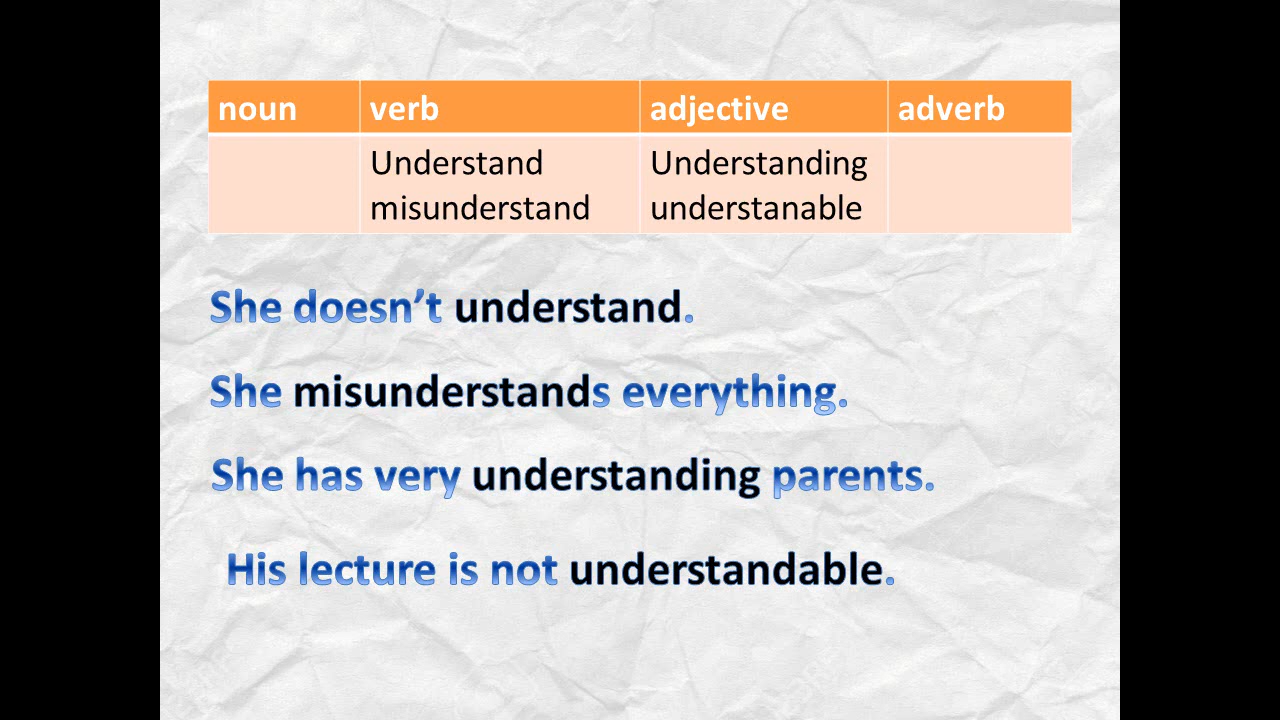 noun verb adjective adverb
Understand Understanding
misunderstand understanable
She doesn’t understand.
She misunderstands everything.
She has very understanding parents.
His lecture is not understandable.